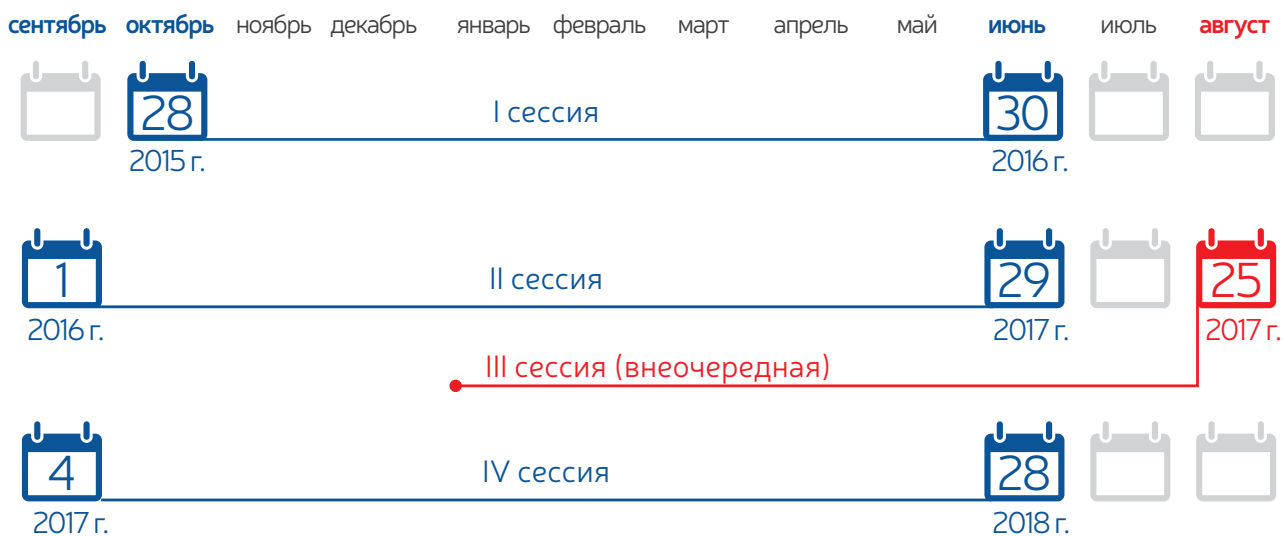 сентябрь октябрь ноябрь декабрь январь февраль март апрель май июнь июль август
28 I сессия 30
2015 г. 2016 г.
1 II сессия 29 25
2016 г. 2017 г. 2017 г.
III сессия (внеочередная)
4 IV сессия 28
2017 г. 2018 г.